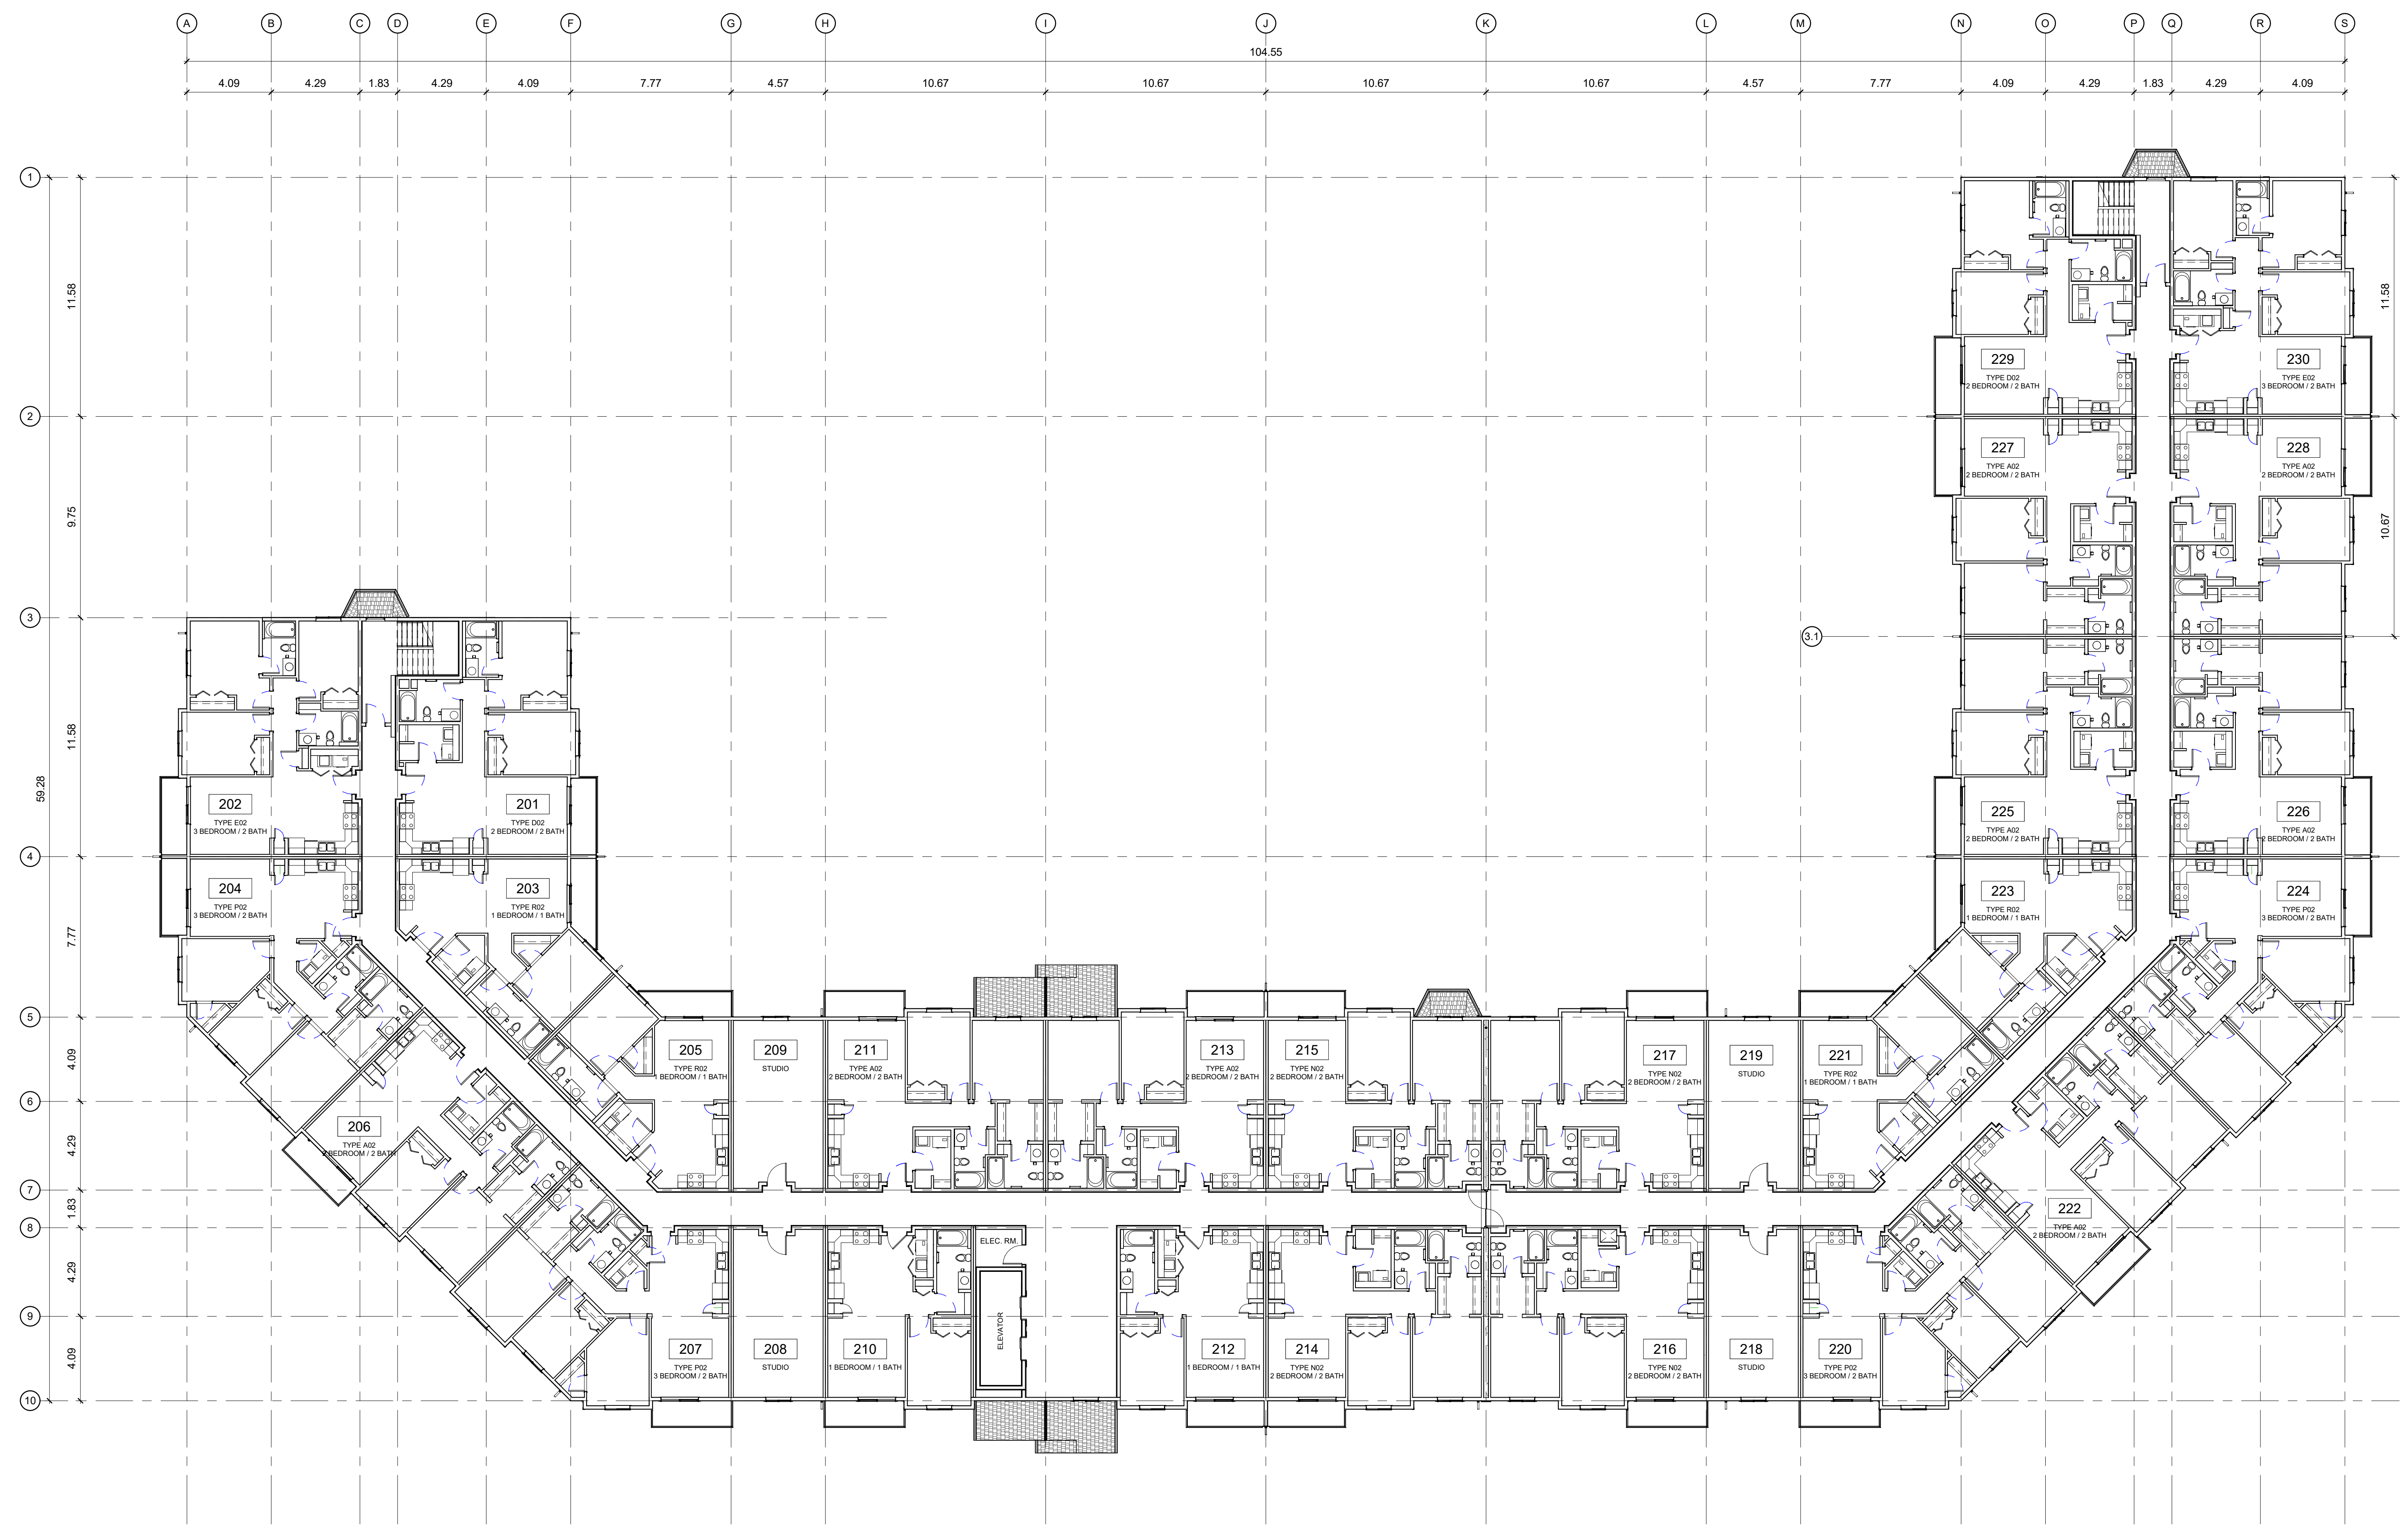 A B C D E F G H I J K L M N O P Q R S
104.55
4.09 4.29 1.83 4.29 4.09 7.77 4.57 10.67 10.67 10.67 10.67 4.57 7.77 4.09 4.29 1.83 4.29 4.09
1
11.58 11.58
229 230
TYPE D02 TYPE E02
2 BEDROOM / 2 BATH 3 BEDROOM / 2 BATH
2
227 228
TYPE A02 TYPE A02
2 BEDROOM / 2 BATH 2 BEDROOM / 2 BATH
9.75 10.67
3
3.1
11.58
59.28
202 201 225 226
TYPE E02 TYPE D02 TYPE A02 TYPE A02
3 BEDROOM / 2 BATH 2 BEDROOM / 2 BATH 2 BEDROOM / 2 BATH 2 BEDROOM / 2 BATH
4
204 203 223 224
TYPE P02 TYPE R02 TYPE R02 TYPE P02
3 BEDROOM / 2 BATH 1 BEDROOM / 1 BATH 1 BEDROOM / 1 BATH 3 BEDROOM / 2 BATH
7.77
5
205 209 211 213 215 217 219 221
TYPE R02 STUDIO TYPE A02 TYPE A02 TYPE N02 TYPE N02 STUDIO TYPE R02
1 BEDROOM / 1 BATH 2 BEDROOM / 2 BATH 2 BEDROOM / 2 BATH 2 BEDROOM / 2 BATH 2 BEDROOM / 2 BATH 1 BEDROOM / 1 BATH
4.09
6
206
TYPE A02
2 BEDROOM / 2 BATH
4.29
7
1.83
222
TYPE A02
2 BEDROOM / 2 BATH
8
ELEC. RM.
4.29
9
ELEVATOR
207 208 210 212 214 216 218 220
TYPE P02 STUDIO 1 BEDROOM / 1 BATH 1 BEDROOM / 1 BATH TYPE N02 TYPE N02 STUDIO TYPE P02
3 BEDROOM / 2 BATH 2 BEDROOM / 2 BATH 2 BEDROOM / 2 BATH 3 BEDROOM / 2 BATH
4.09
10